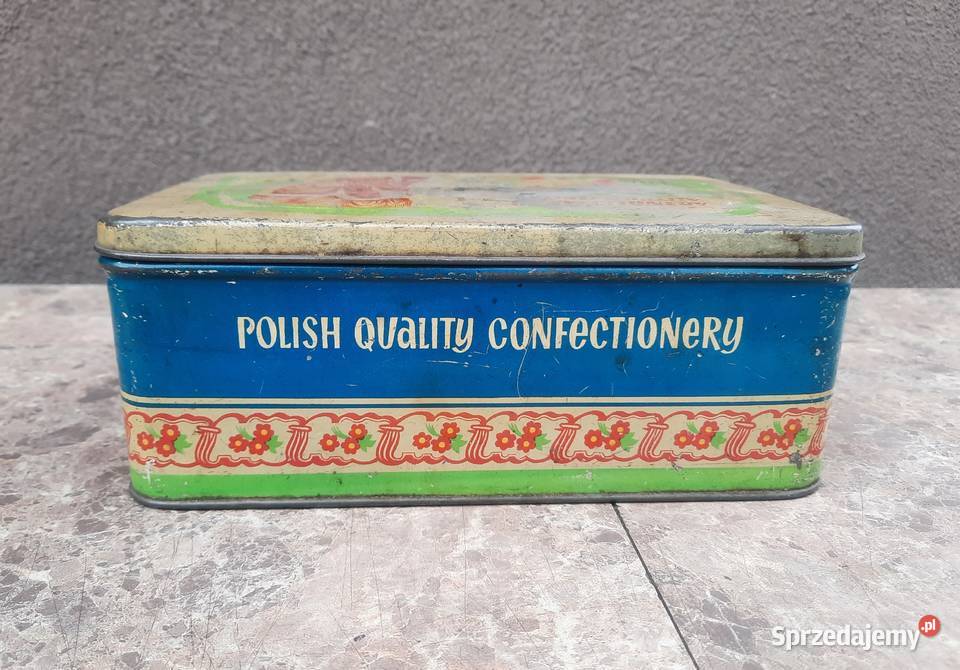 POLISH QUALITY CONFECTIONERY
Sprzedajemy.pl